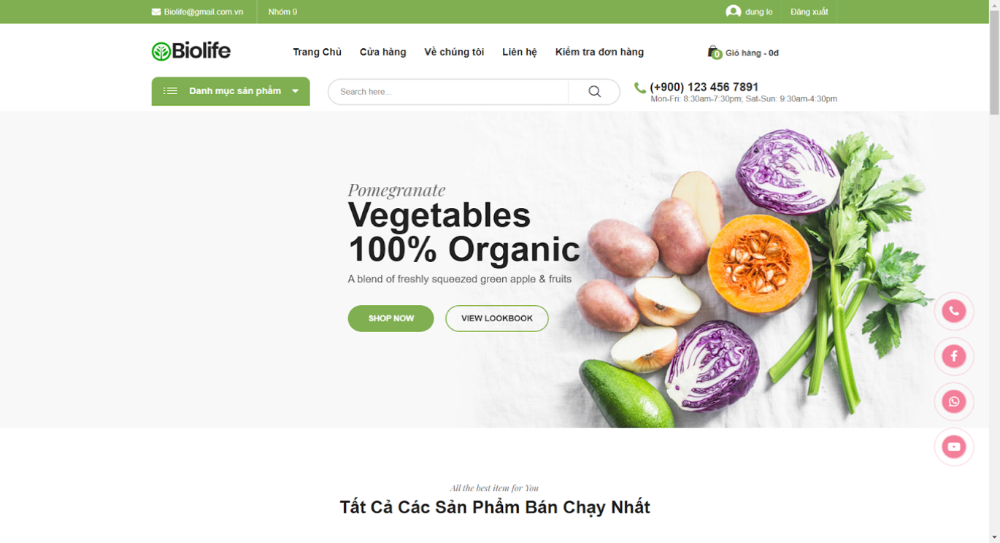 Biolife@gmail.com.vn
Nhóm 9
dung le
Đăng xuất
Biolife
Trang Chủ
Cửa hàng
Về chúng tôi
Liên hệ
Kiểm tra đơn hàng
0
Giỏ hàng - 0đ
Danh mục sản phẩm
Search here...
(+900) 123 456 7891
Mon-Fri: 8:30am-7:30pm; Sat-Sun: 9:30am-4:30pm
Pomegranate
Vegetables
100% Organic
A blend of freshly squeezed green apple & fruits
SHOP NOW
VIEW LOOKBOOK
All the best item for You
Tất Cả Các Sản Phẩm Bán Chạy Nhất